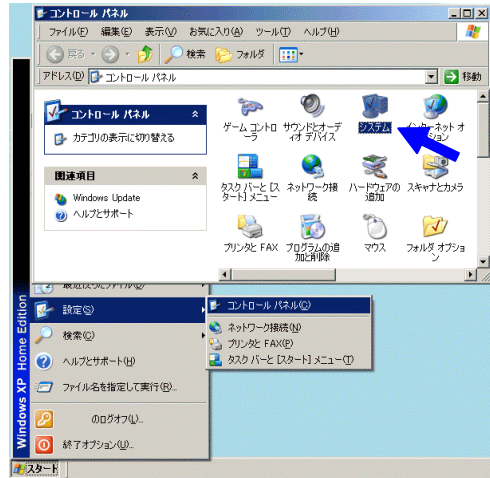 コントロール パネル
ファイル(F) 編集(E) 表示(V) お気に入り(A) ツール(T) ヘルプ(H)
戻る 検索 フォルダ
アドレス(D) コントロール パネル 移動
コントロール パネル
カテゴリの表示に切り替える
関連項目
Windows Update
ヘルプとサポート
ゲーム コントロ
ーラ
サウンドとオーデ
ィオ デバイス
システム
インターネット オ
プション
タスク バーと [ス
タート] メニュー
ネットワーク接
続
ハードウェアの
追加
スキャナとカメラ
プリンタと FAX
プログラムの追
加と削除
マウス
フォルダ オプショ
ン
最近使ったファイル(D)
設定(S)
検索(C)
ヘルプとサポート(H)
ファイル名を指定して実行(R)...
のログオフ(L)...
終了オプション(U)...
コントロール パネル(C)
ネットワーク接続(N)
プリンタと FAX(P)
タスク バーと [スタート] メニュー(T)
Windows XP Home Edition
スタート